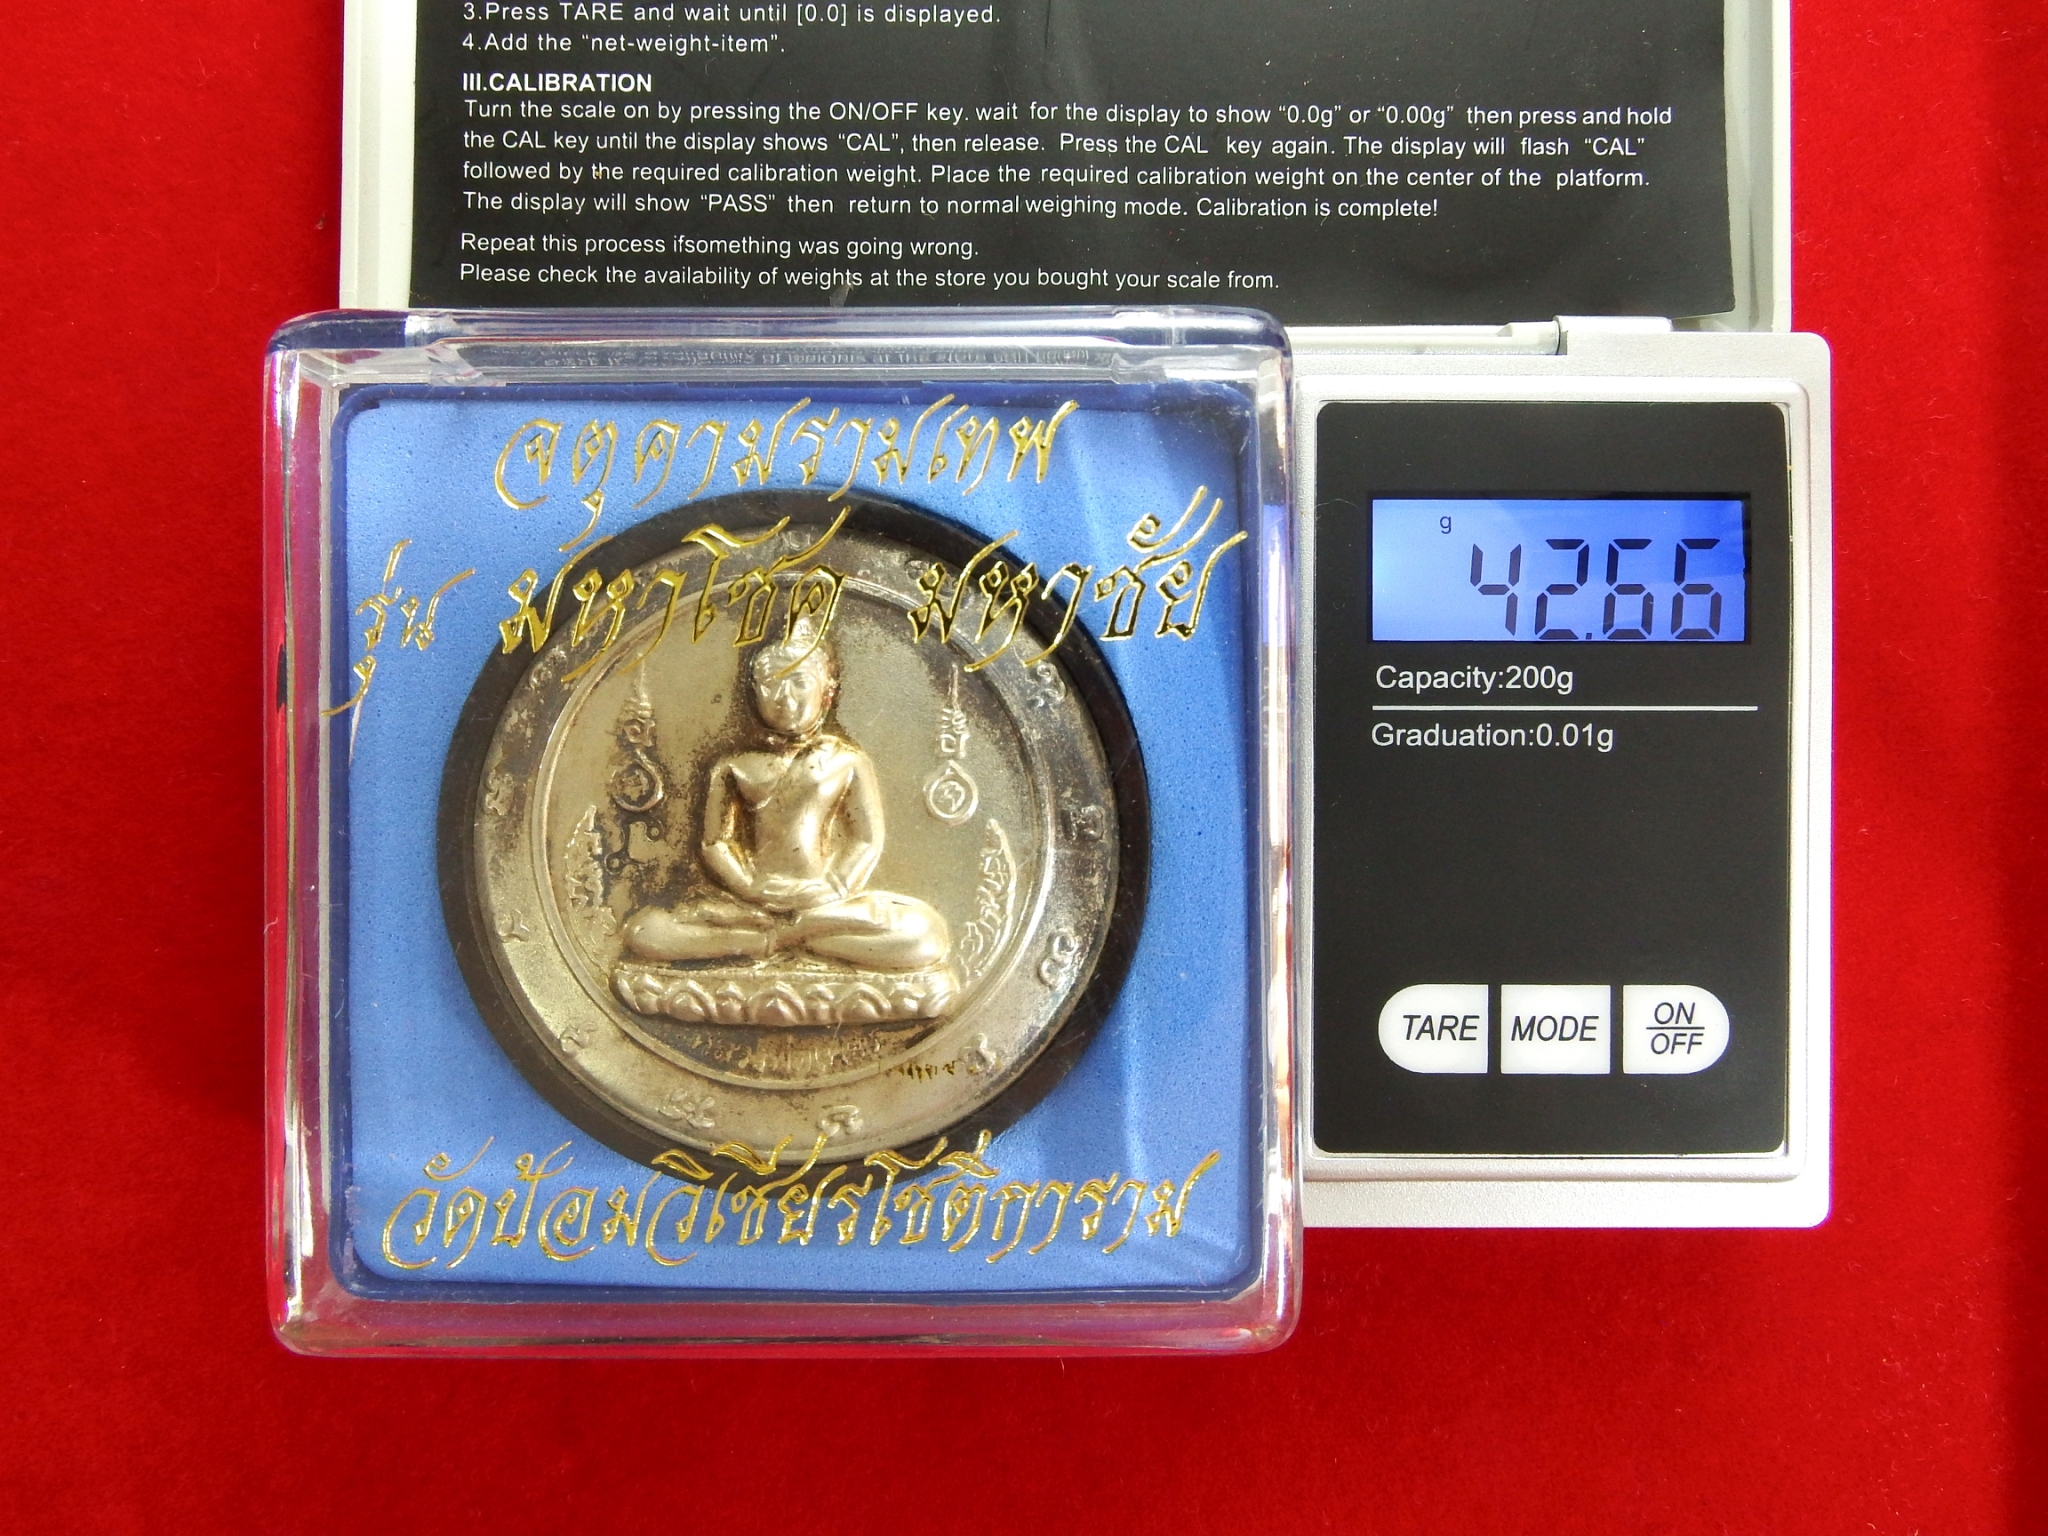 3.Press TARE and wait until [0.0] is displayed.
4.Add the “net-weight-item”.
III.CALIBRATION
Turn the scale on by pressing the ON/OFF key. wait for the display to show “0.0g” or “0.00g” then press and hold
the CAL key until the display shows “CAL”, then release. Press the CAL key again. The display will flash “CAL”
followed by the required calibration weight. Place the required calibration weight on the center of the platform.
The display will show “PASS” then return to normal weighing mode. Calibration is complete!
Repeat this process ifsomething was going wrong.
Please check the availability of weights at the store you bought your scale from.
จตุคามรามเทพ
รุ่น มหาโชค มหาชัย
วัดป้อมวิเชียรโชติการาม
g
42.66
Capacity:200g
Graduation:0.01g
TARE
MODE
ON
OFF